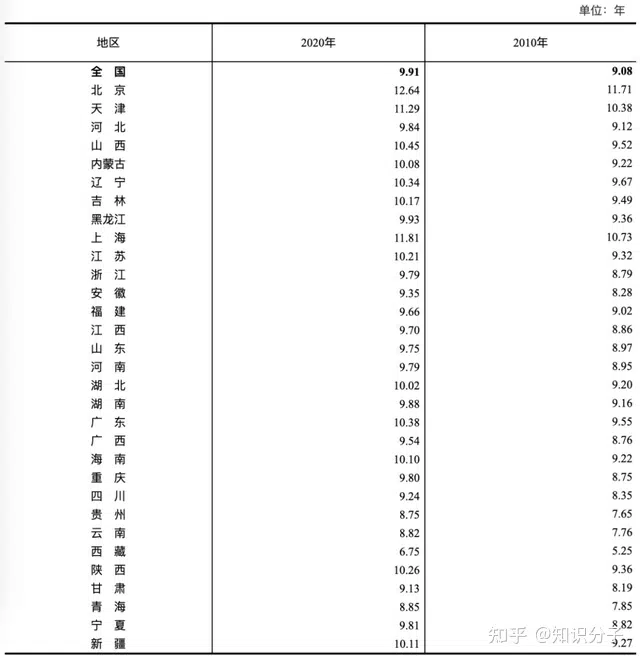 单位：年
地区 2020年 2010年
全 国 9.91 9.08
北 京 12.64 11.71
天 津 11.29 10.38
河 北 9.84 9.12
山 西 10.45 9.52
内蒙古 10.08 9.22
辽 宁 10.34 9.67
吉 林 10.17 9.49
黑龙江 9.93 9.36
上 海 11.81 10.73
江 苏 10.21 9.32
浙 江 9.79 8.79
安 徽 9.35 8.28
福 建 9.66 9.02
江 西 9.70 8.86
山 东 9.75 8.97
河 南 9.79 8.95
湖 北 10.02 9.20
湖 南 9.88 9.16
广 东 10.38 9.55
广 西 9.54 8.76
海 南 10.10 9.22
重 庆 9.80 8.75
四 川 9.24 8.35
贵 州 8.75 7.65
云 南 8.82 7.76
西 藏 6.75 5.25
陕 西 10.26 9.36
甘 肃 9.13 8.19
青 海 8.85 7.85
宁 夏 9.81 8.82
新 疆 10.11 9.27
知乎 @知识分子